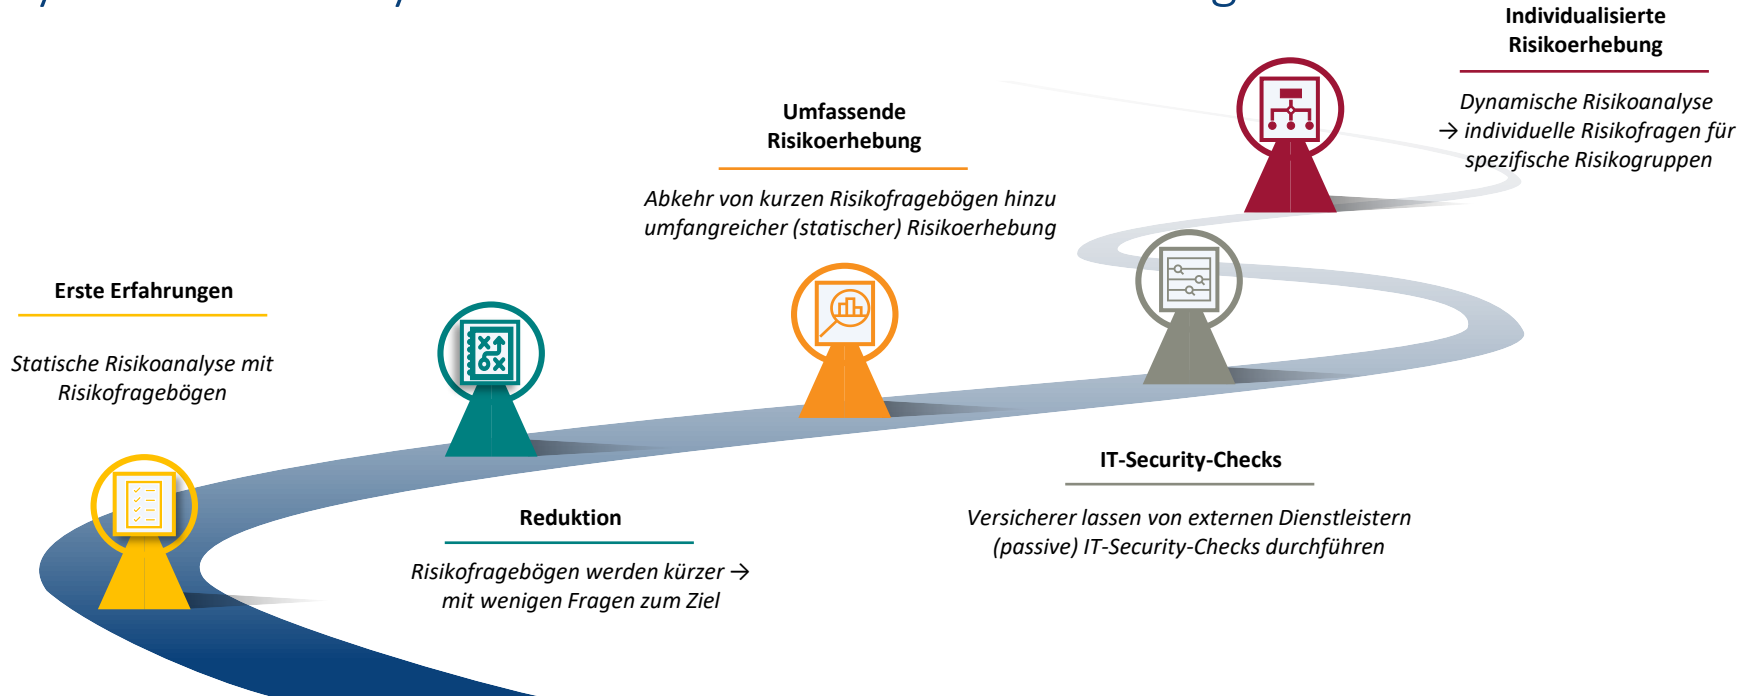 Individualisierte
Risikoerhebung
Dynamische Risikoanalyse
→ individuelle Risikofragen für
spezifische Risikogruppen
Umfassende
Risikoerhebung
Abkehr von kurzen Risikofragebögen hinzu
umfangreicher (statischer) Risikoerhebung
Erste Erfahrungen
Statische Risikoanalyse mit
Risikofragebögen
IT-Security-Checks
Versicherer lassen von externen Dienstleistern
(passive) IT-Security-Checks durchführen
Reduktion
Risikofragebögen werden kürzer →
mit wenigen Fragen zum Ziel